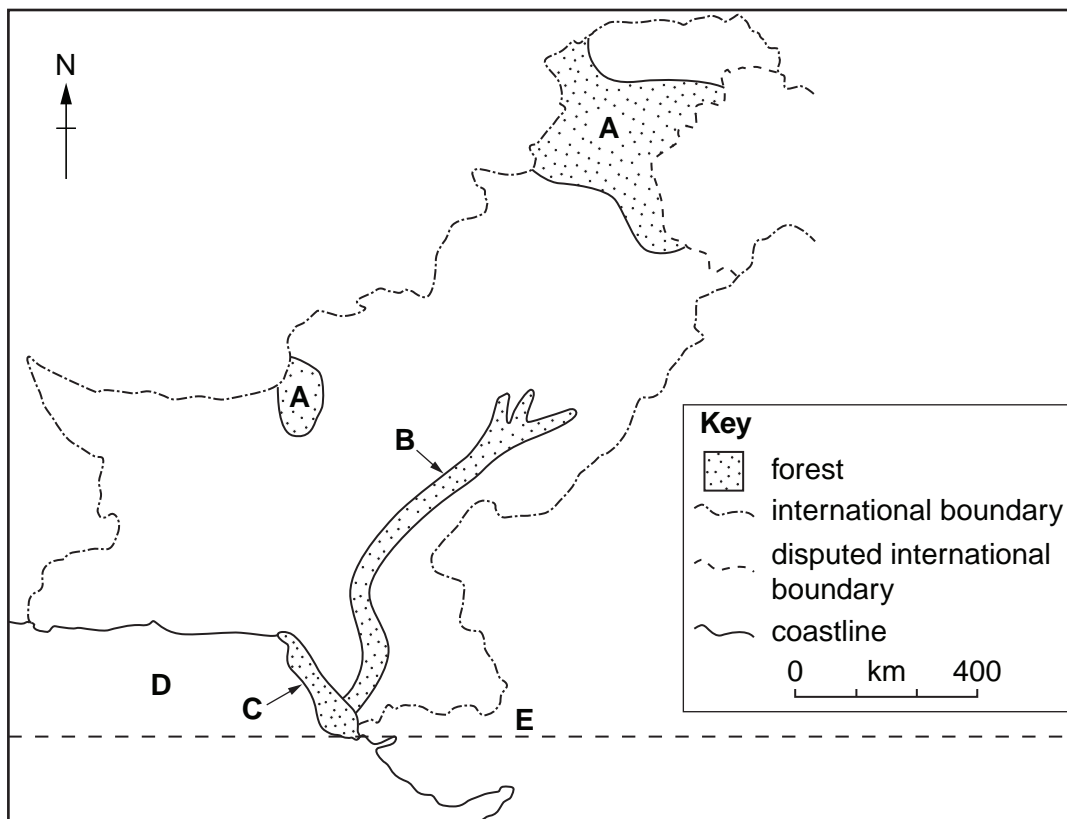 N
A
A
B
C
D
E
Key
forest
international boundary
disputed international
boundary
coastline
0 km 400